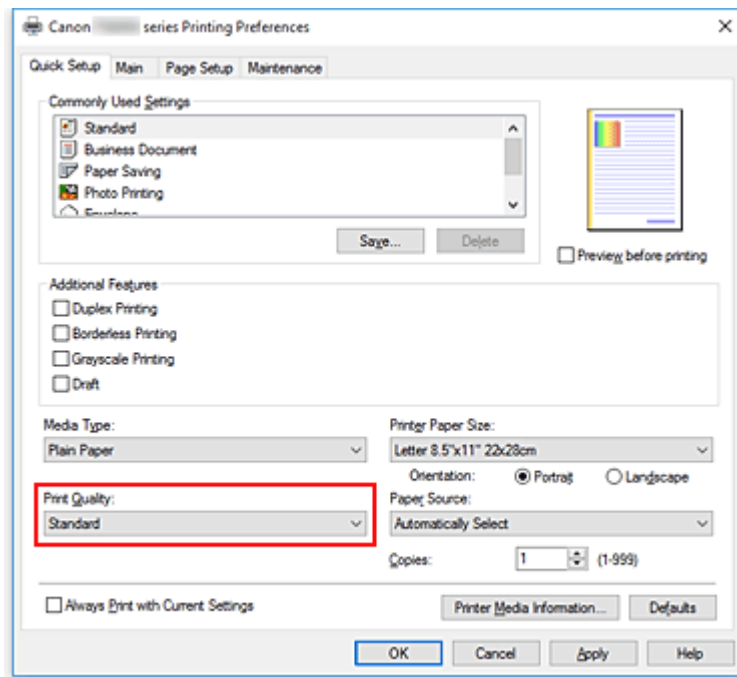 Canon series Printing Preferences
Quick Setup Main Page Setup Maintenance
Commonly Used Settings
Standard
Business Document
Paper Saving
Photo Printing
Envelope
Save... Delete
Preview before printing
Additional Features
Duplex Printing
Borderless Printing
Grayscale Printing
Draft
Media Type:
Plain Paper
Printer Paper Size:
Letter 8.5"x11" 22x28cm
Orientation: Portrait Landscape
Print Quality:
Standard
Paper Source:
Automatically Select
Copies: 1 (1-999)
Always Print with Current Settings
Printer Media Information... Defaults
OK Cancel Apply Help